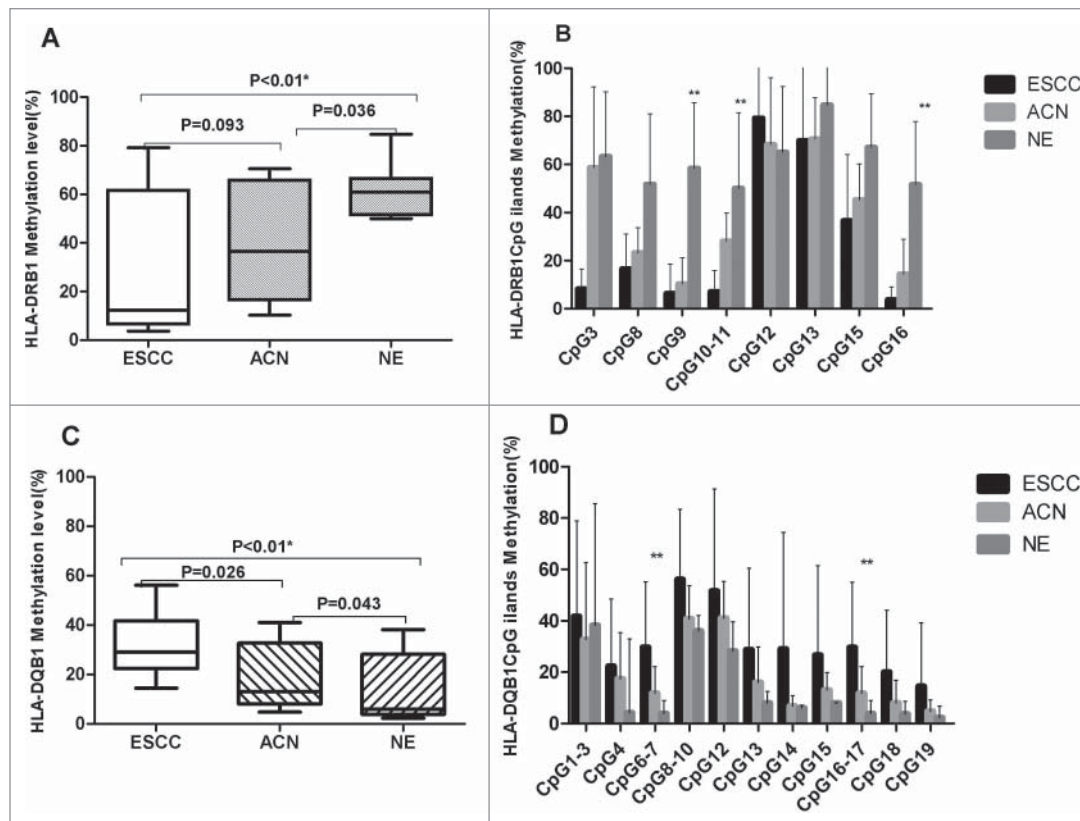 A
HLA-DRB1 Methylation level(%)
100
80
60
40
20
0
P<0.01*
P=0.093
P=0.036
ESCC
ACN
NE
B
HLA-DRB1CpG ilands Methylation(%)
100
80
60
40
20
0
**
**
**
ESCC
ACN
NE
CpG3
CpG8
CpG9
CpG10-11
CpG12
CpG13
CpG15
CpG16
C
HLA-DQB1 Methylation level(%)
100
80
60
40
20
0
P<0.01*
P=0.026
P=0.043
ESCC
ACN
NE
D
HLA-DQB1CpG ilands Methylation(%)
100
80
60
40
20
0
**
**
ESCC
ACN
NE
CpG1-3
CpG4
CpG6-7
CpG8-10
CpG12
CpG13
CpG14
CpG15
CpG16-17
CpG18
CpG19